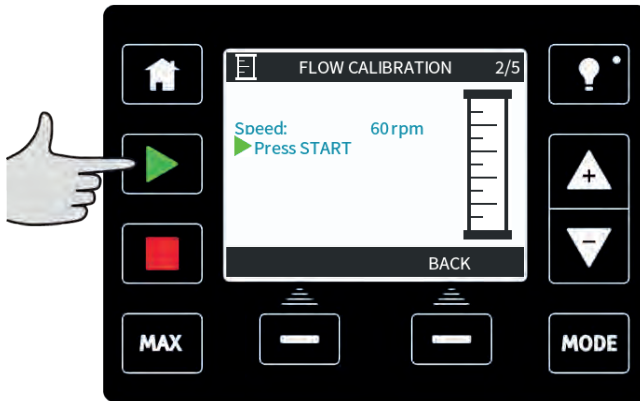 FLOW CALIBRATION 2/5
Speed: 60 rpm
Press START
BACK
MAX
MODE